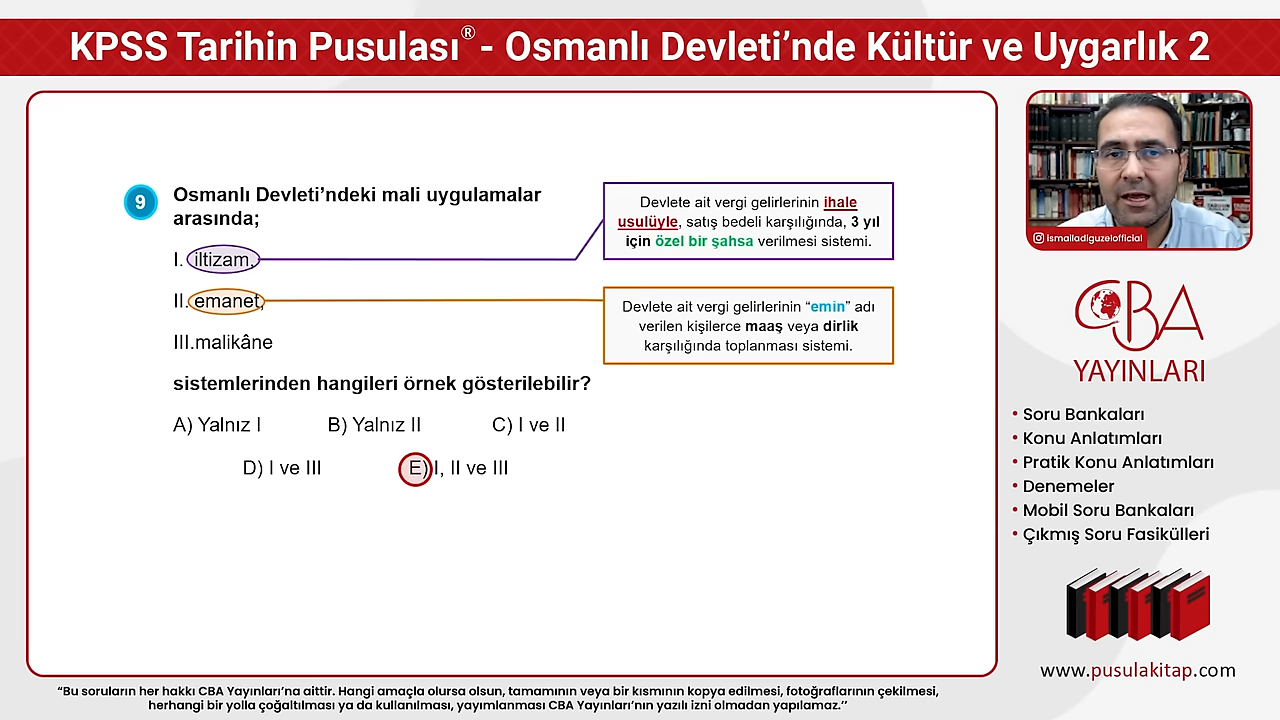 KPSS Tarihin Pusulası® - Osmanlı Devleti’nde Kültür ve Uygarlık 2
9
Osmanlı Devleti’ndeki mali uygulamalar
arasında;
I. iltizam,
II. emanet,
III.malikâne
sistemlerinden hangileri örnek gösterilebilir?
A) Yalnız I B) Yalnız II C) I ve II
D) I ve III E) I, II ve III
Devlete ait vergi gelirlerinin ihale
usulüyle, satış bedeli karşılığında, 3 yıl
için özel bir şahsa verilmesi sistemi.
Devlete ait vergi gelirlerinin “emin” adı
verilen kişilerce maaş veya dirlik
karşılığında toplanması sistemi.
ismailadiguzelofficial
CBA
YAYINLARI
• Soru Bankaları
• Konu Anlatımları
• Pratik Konu Anlatımları
• Denemeler
• Mobil Soru Bankaları
• Çıkmış Soru Fasikülleri
www.pusulakitap.com
“Bu soruların her hakkı CBA Yayınları’na aittir. Hangi amaçla olursa olsun, tamamının veya bir kısmının kopya edilmesi, fotoğraflarının çekilmesi,
herhangi bir yolla çoğaltılması ya da kullanılması, yayımlanması CBA Yayınları’nın yazılı izni olmadan yapılamaz.’’